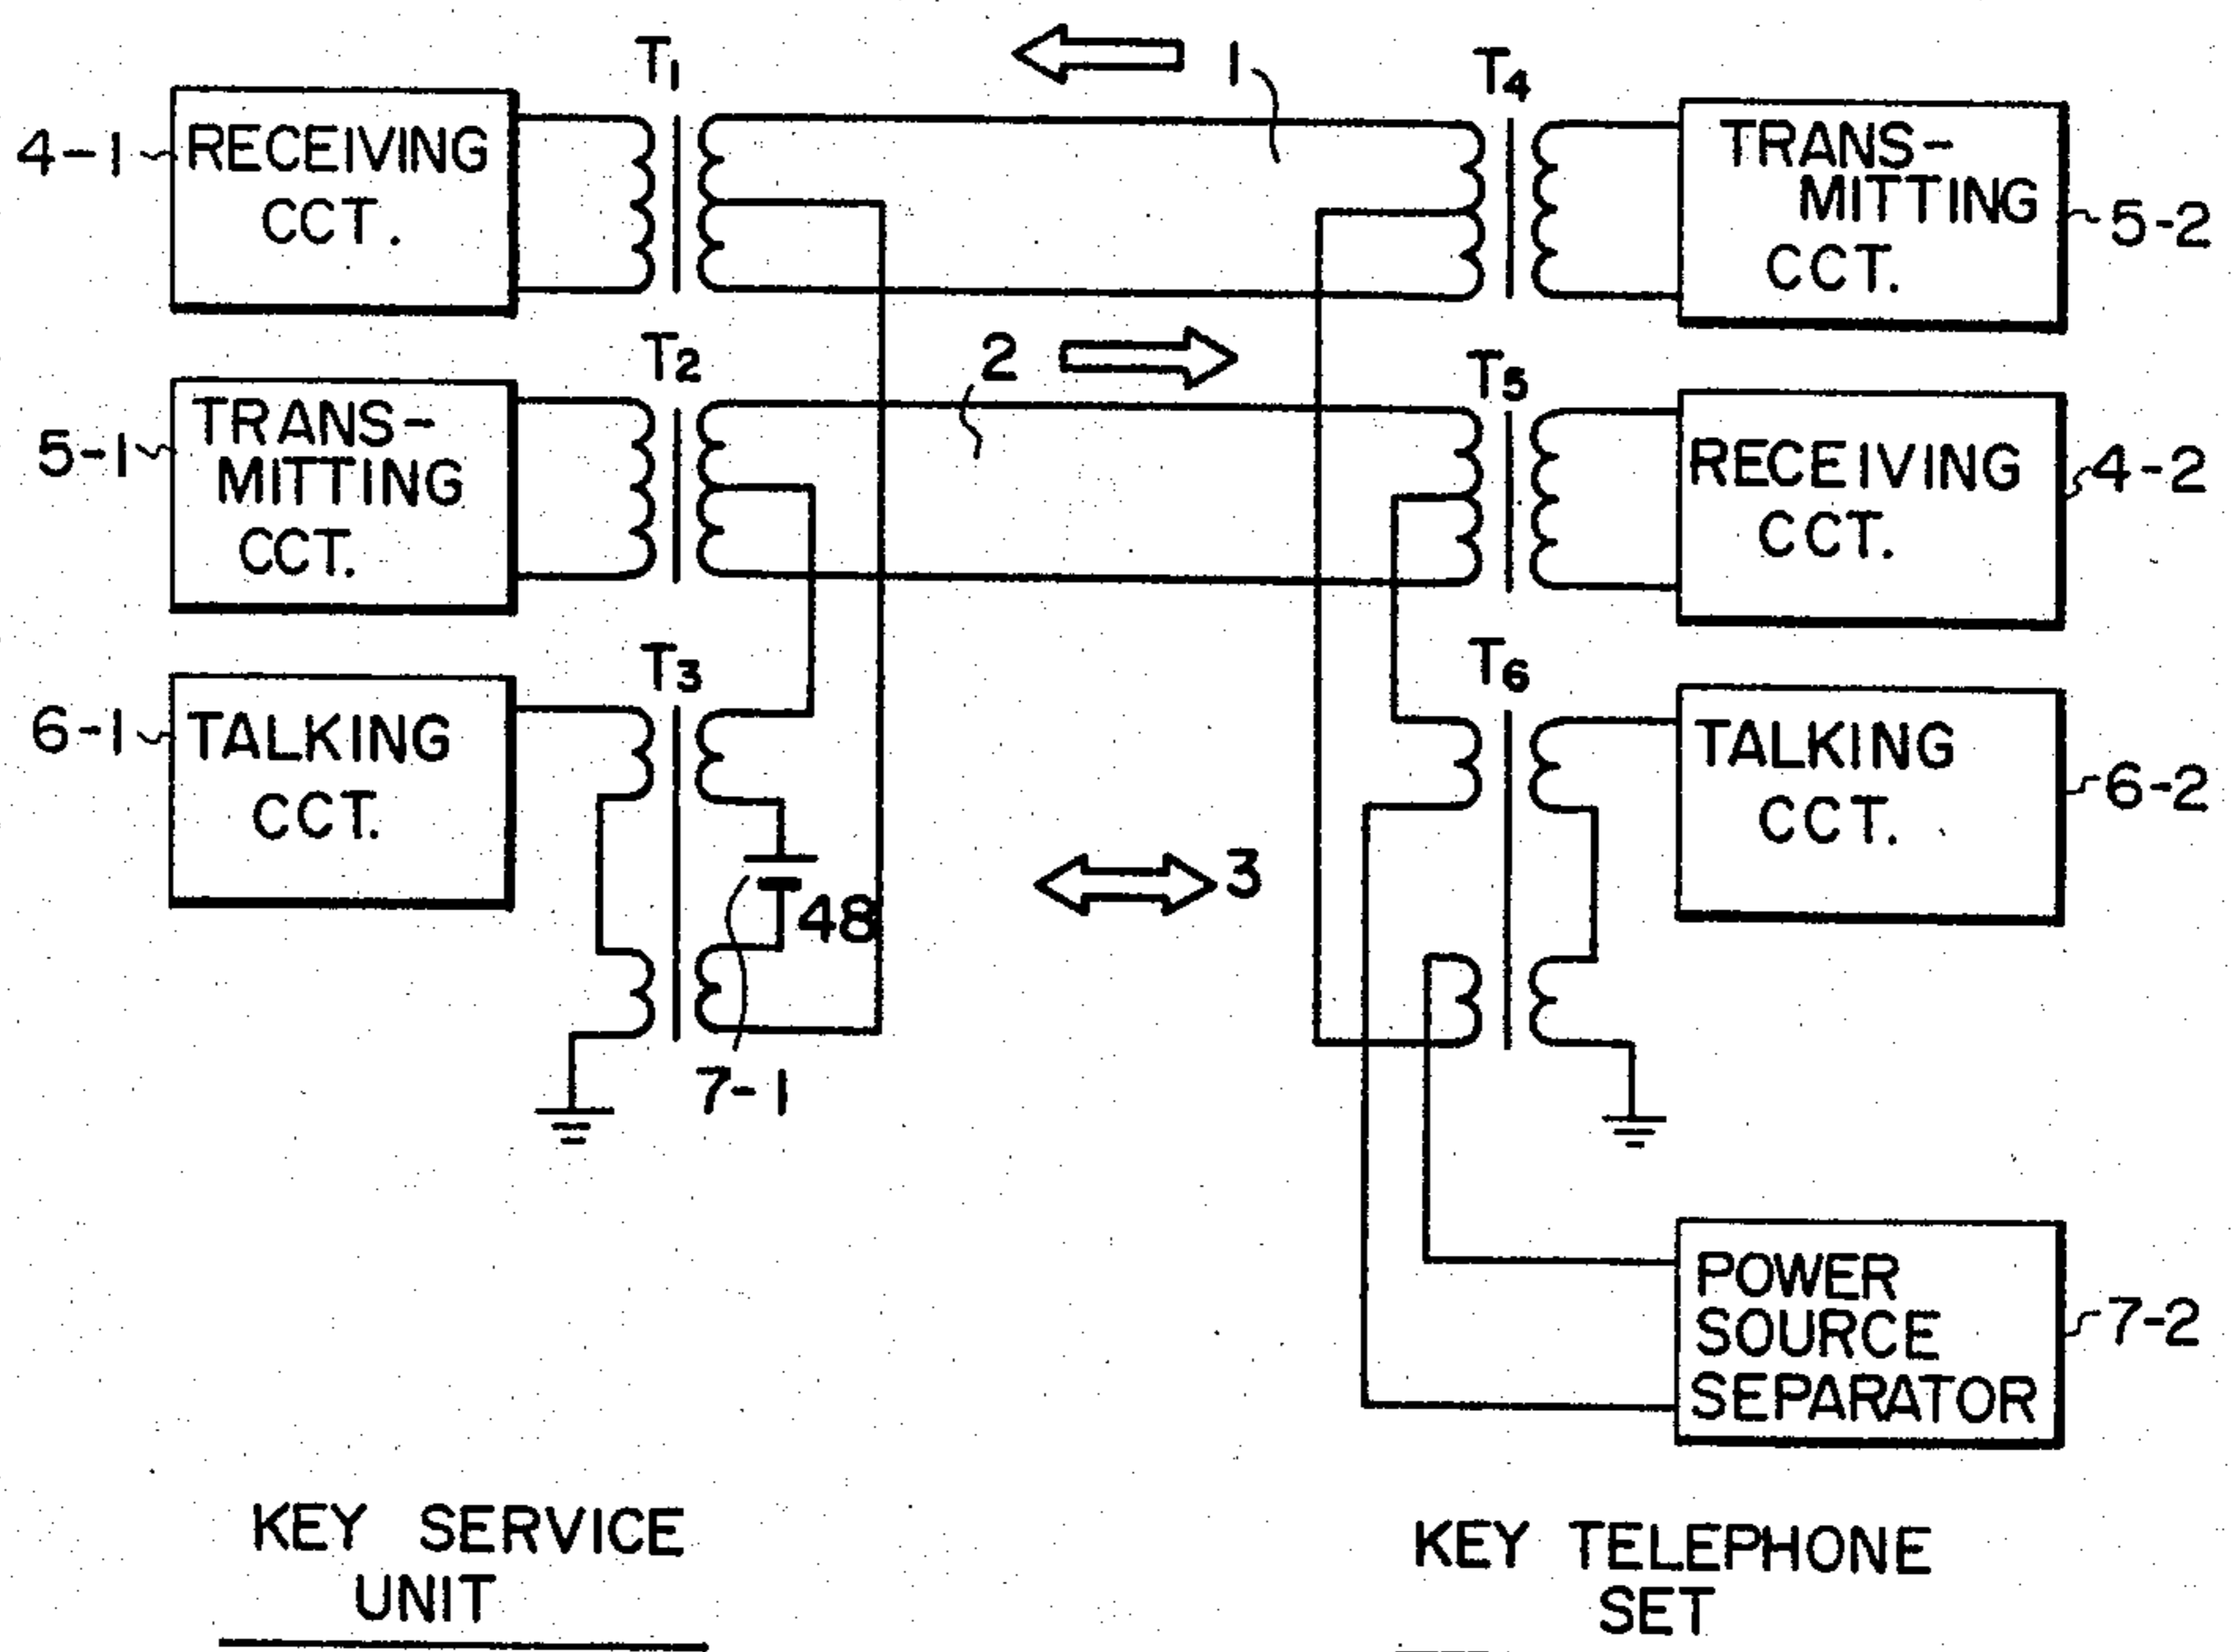 T1
1
T4
4-1
RECEIVING
CCT.
TRANS-
MITTING
CCT.
5-2
T2
2
T5
5-1
TRANS-
MITTING
CCT.
RECEIVING
CCT.
4-2
T3
T6
6-1
TALKING
CCT.
48
7-1
3
TALKING
CCT.
6-2
POWER
SOURCE
SEPARATOR
7-2
KEY SERVICE
UNIT
KEY TELEPHONE
SET